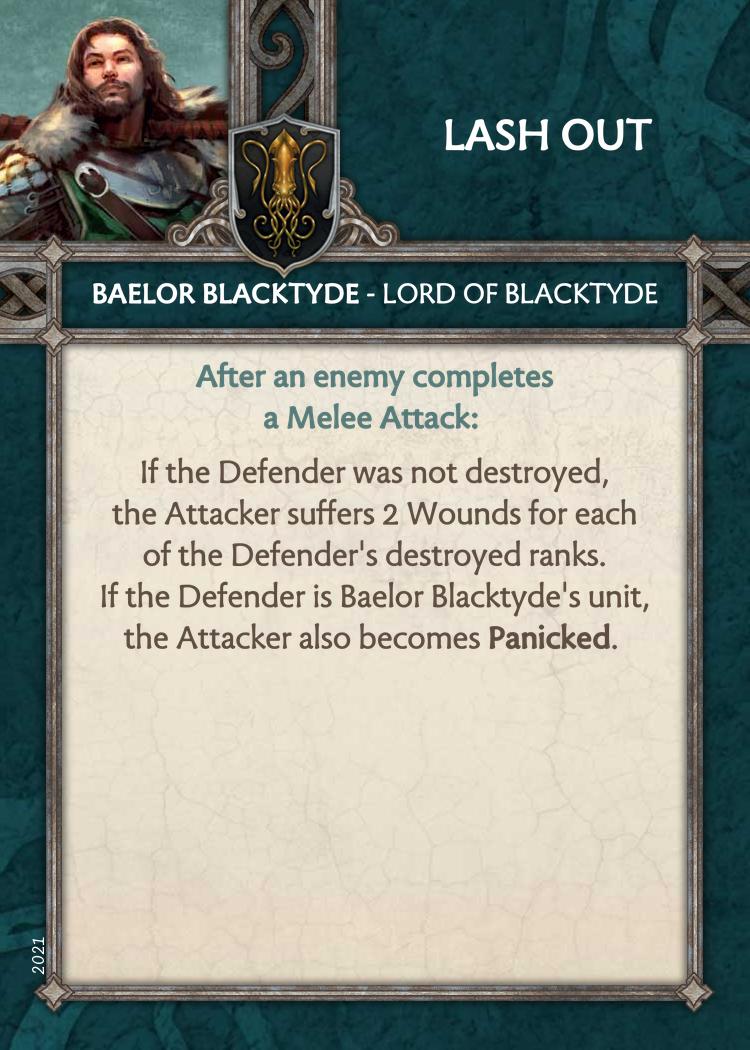 LASH OUT
BAELOR BLACKTYDE - LORD OF BLACKTYDE
After an enemy completes
a Melee Attack:
If the Defender was not destroyed,
the Attacker suffers 2 Wounds for each
of the Defender's destroyed ranks.
If the Defender is Baelor Blacktyde's unit,
the Attacker also becomes Panicked.
2021